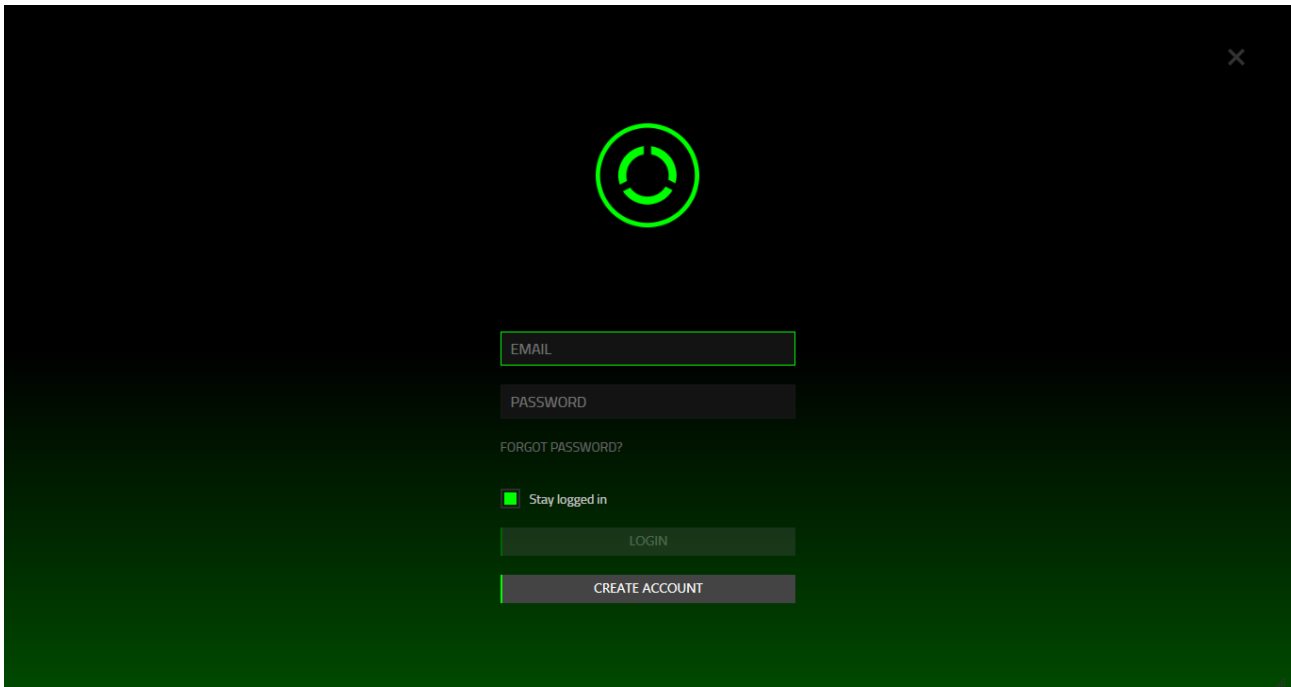 EMAIL
PASSWORD
FORGOT PASSWORD?
Stay logged in
LOGIN
CREATE ACCOUNT